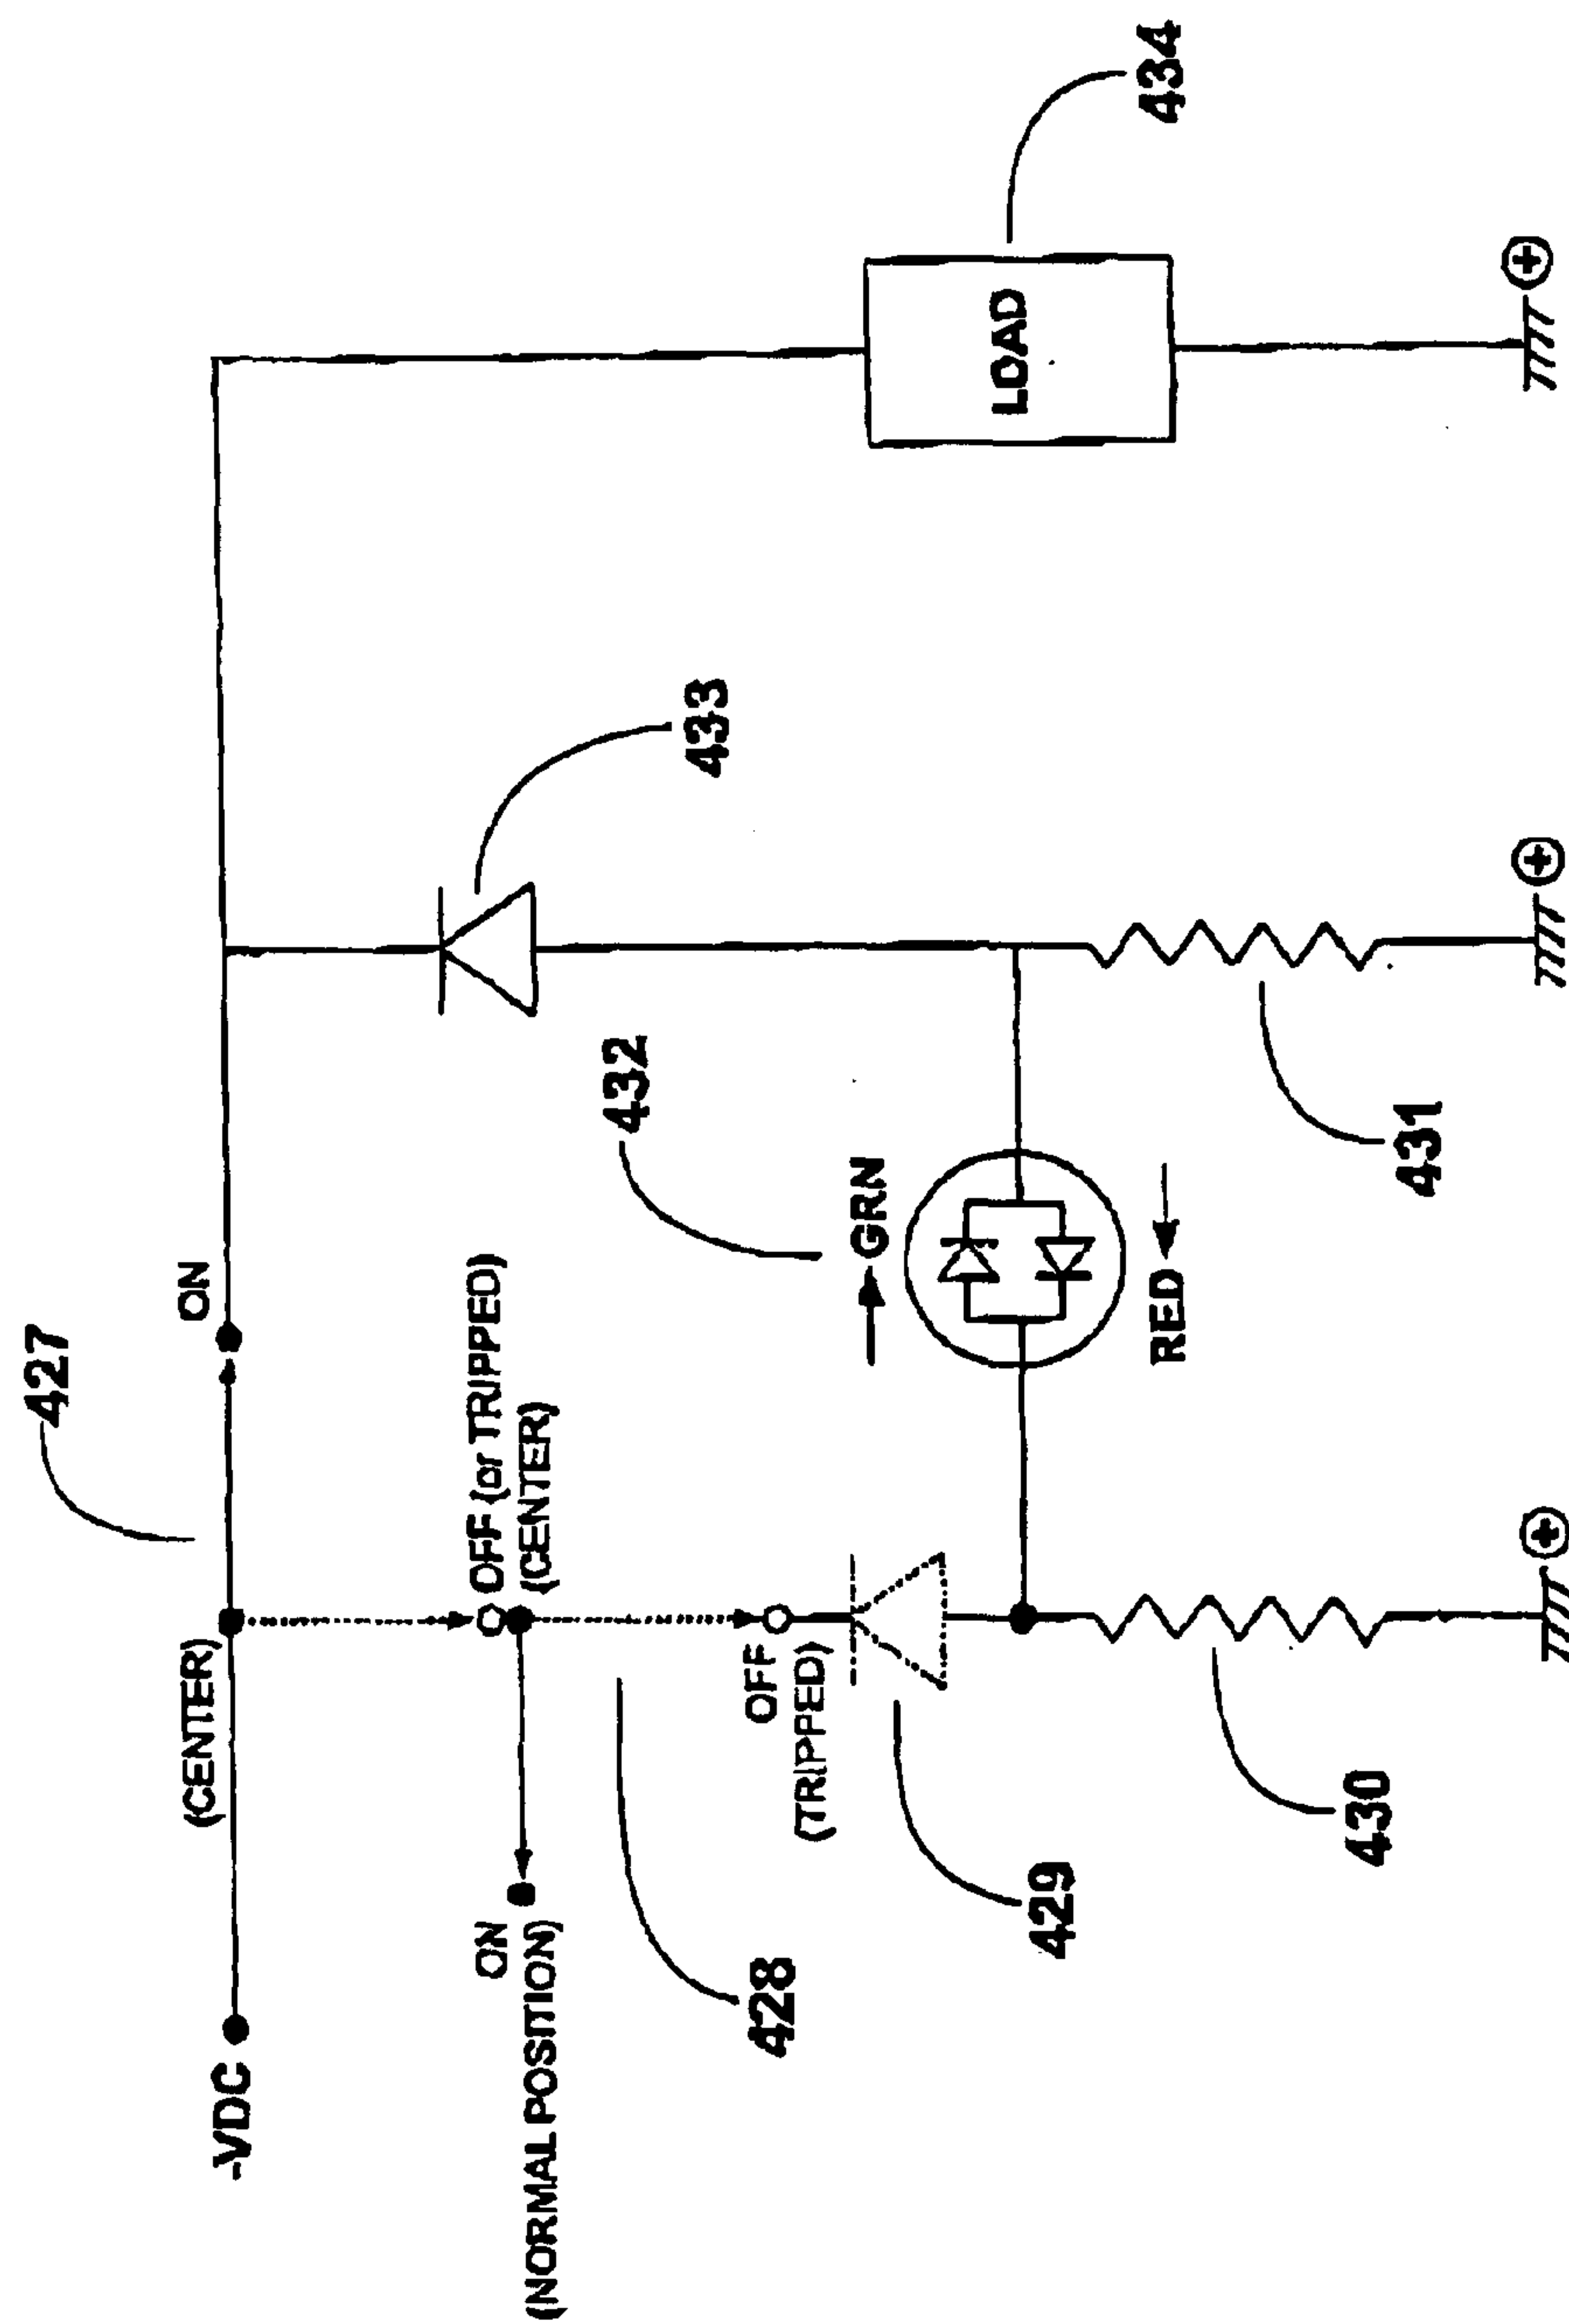 427
-VDC
(CENTER)
ON
ON
(NORMAL POSITION)
OFF (or TRIPPED)
(CENTER)
428
OFF
(TRIPPED)
429
430
432
GRN
RED
433
431
LOAD
434
+
+
+